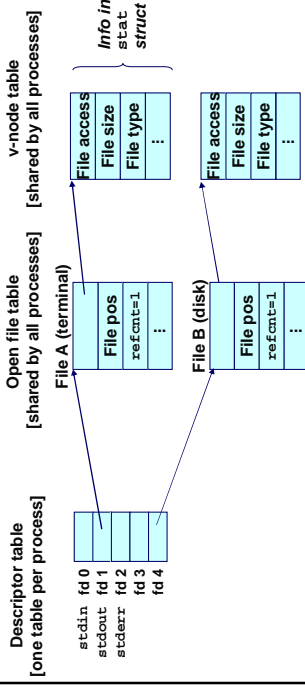 Descriptor table
[one table per process]
Open file table
[shared by all processes]
v-node table
[shared by all processes]
stdin fd 0
stdout fd 1
stderr fd 2
fd 3
fd 4
File A (terminal)
File pos
refcnt=1
...
File B (disk)
File pos
refcnt=1
...
File access
File size
File type
...
Info in
stat
struct
File access
File size
File type
...